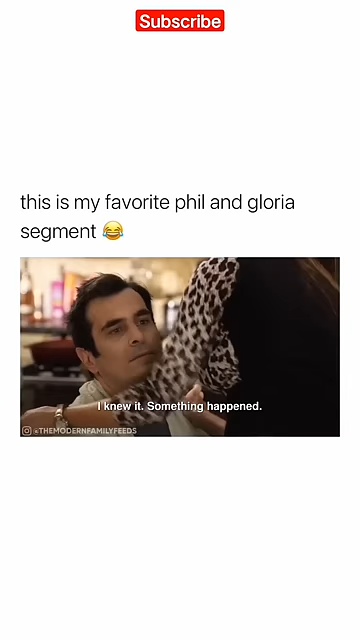 Subscribe
this is my favorite phil and gloria
segment 😂
I knew it. Something happened.
@THEMODERNFAMILYFEEDS